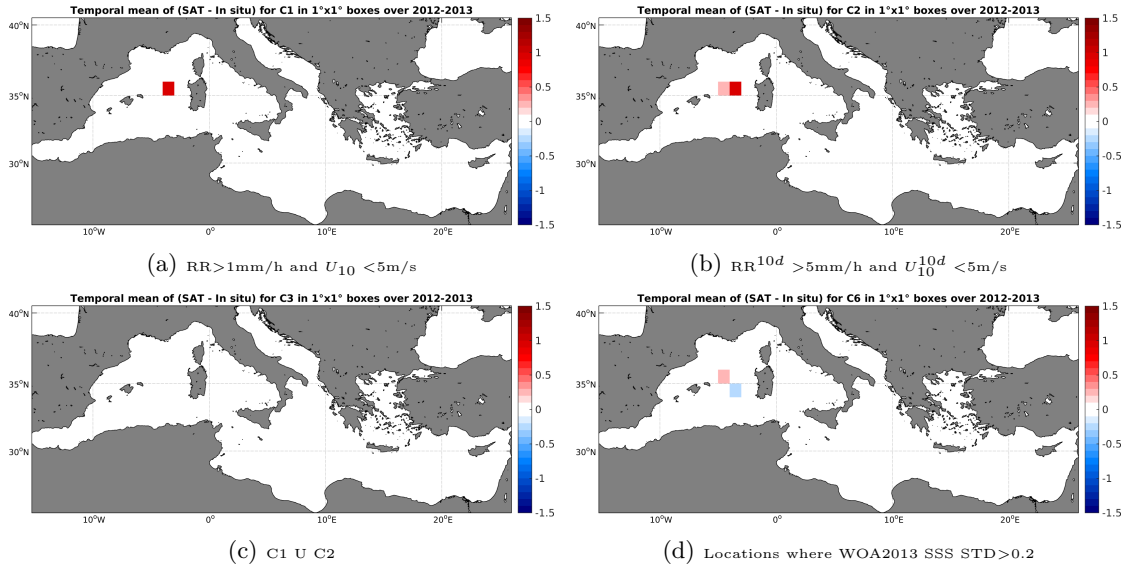 Temporal mean of (SAT - In situ) for C1 in 1°x1° boxes over 2012-2013
40°N
35°N
30°N
10°W
0°
10°E
20°E
1.5
1
0.5
0
-0.5
-1
-1.5
(a) RR>1mm/h and U10 <5m/s
Temporal mean of (SAT - In situ) for C2 in 1°x1° boxes over 2012-2013
40°N
35°N
30°N
10°W
0°
10°E
20°E
1.5
1
0.5
0
-0.5
-1
-1.5
(b) RR^10d >5mm/h and U10^10d <5m/s
Temporal mean of (SAT - In situ) for C3 in 1°x1° boxes over 2012-2013
40°N
35°N
30°N
10°W
0°
10°E
20°E
1.5
1
0.5
0
-0.5
-1
-1.5
(c) C1 U C2
Temporal mean of (SAT - In situ) for C6 in 1°x1° boxes over 2012-2013
40°N
35°N
30°N
10°W
0°
10°E
20°E
1.5
1
0.5
0
-0.5
-1
-1.5
(d) Locations where WOA2013 SSS STD>0.2